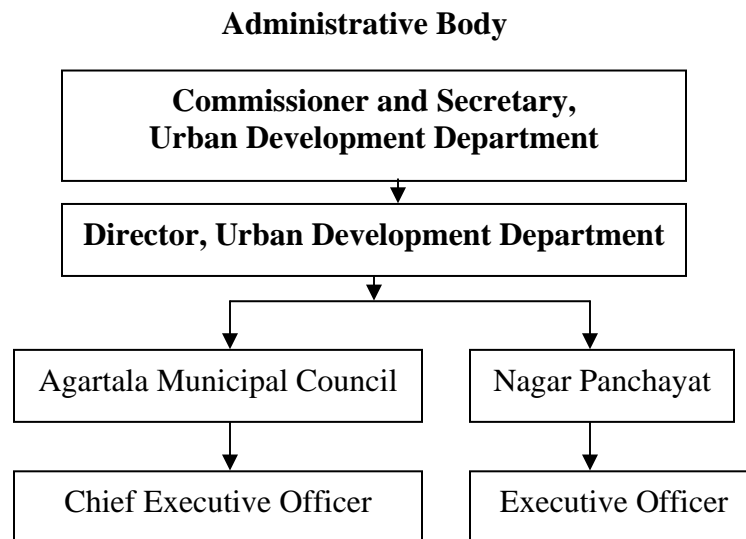 Administrative Body
Commissioner and Secretary,
Urban Development Department
Director, Urban Development Department
Agartala Municipal Council
Nagar Panchayat
Chief Executive Officer
Executive Officer